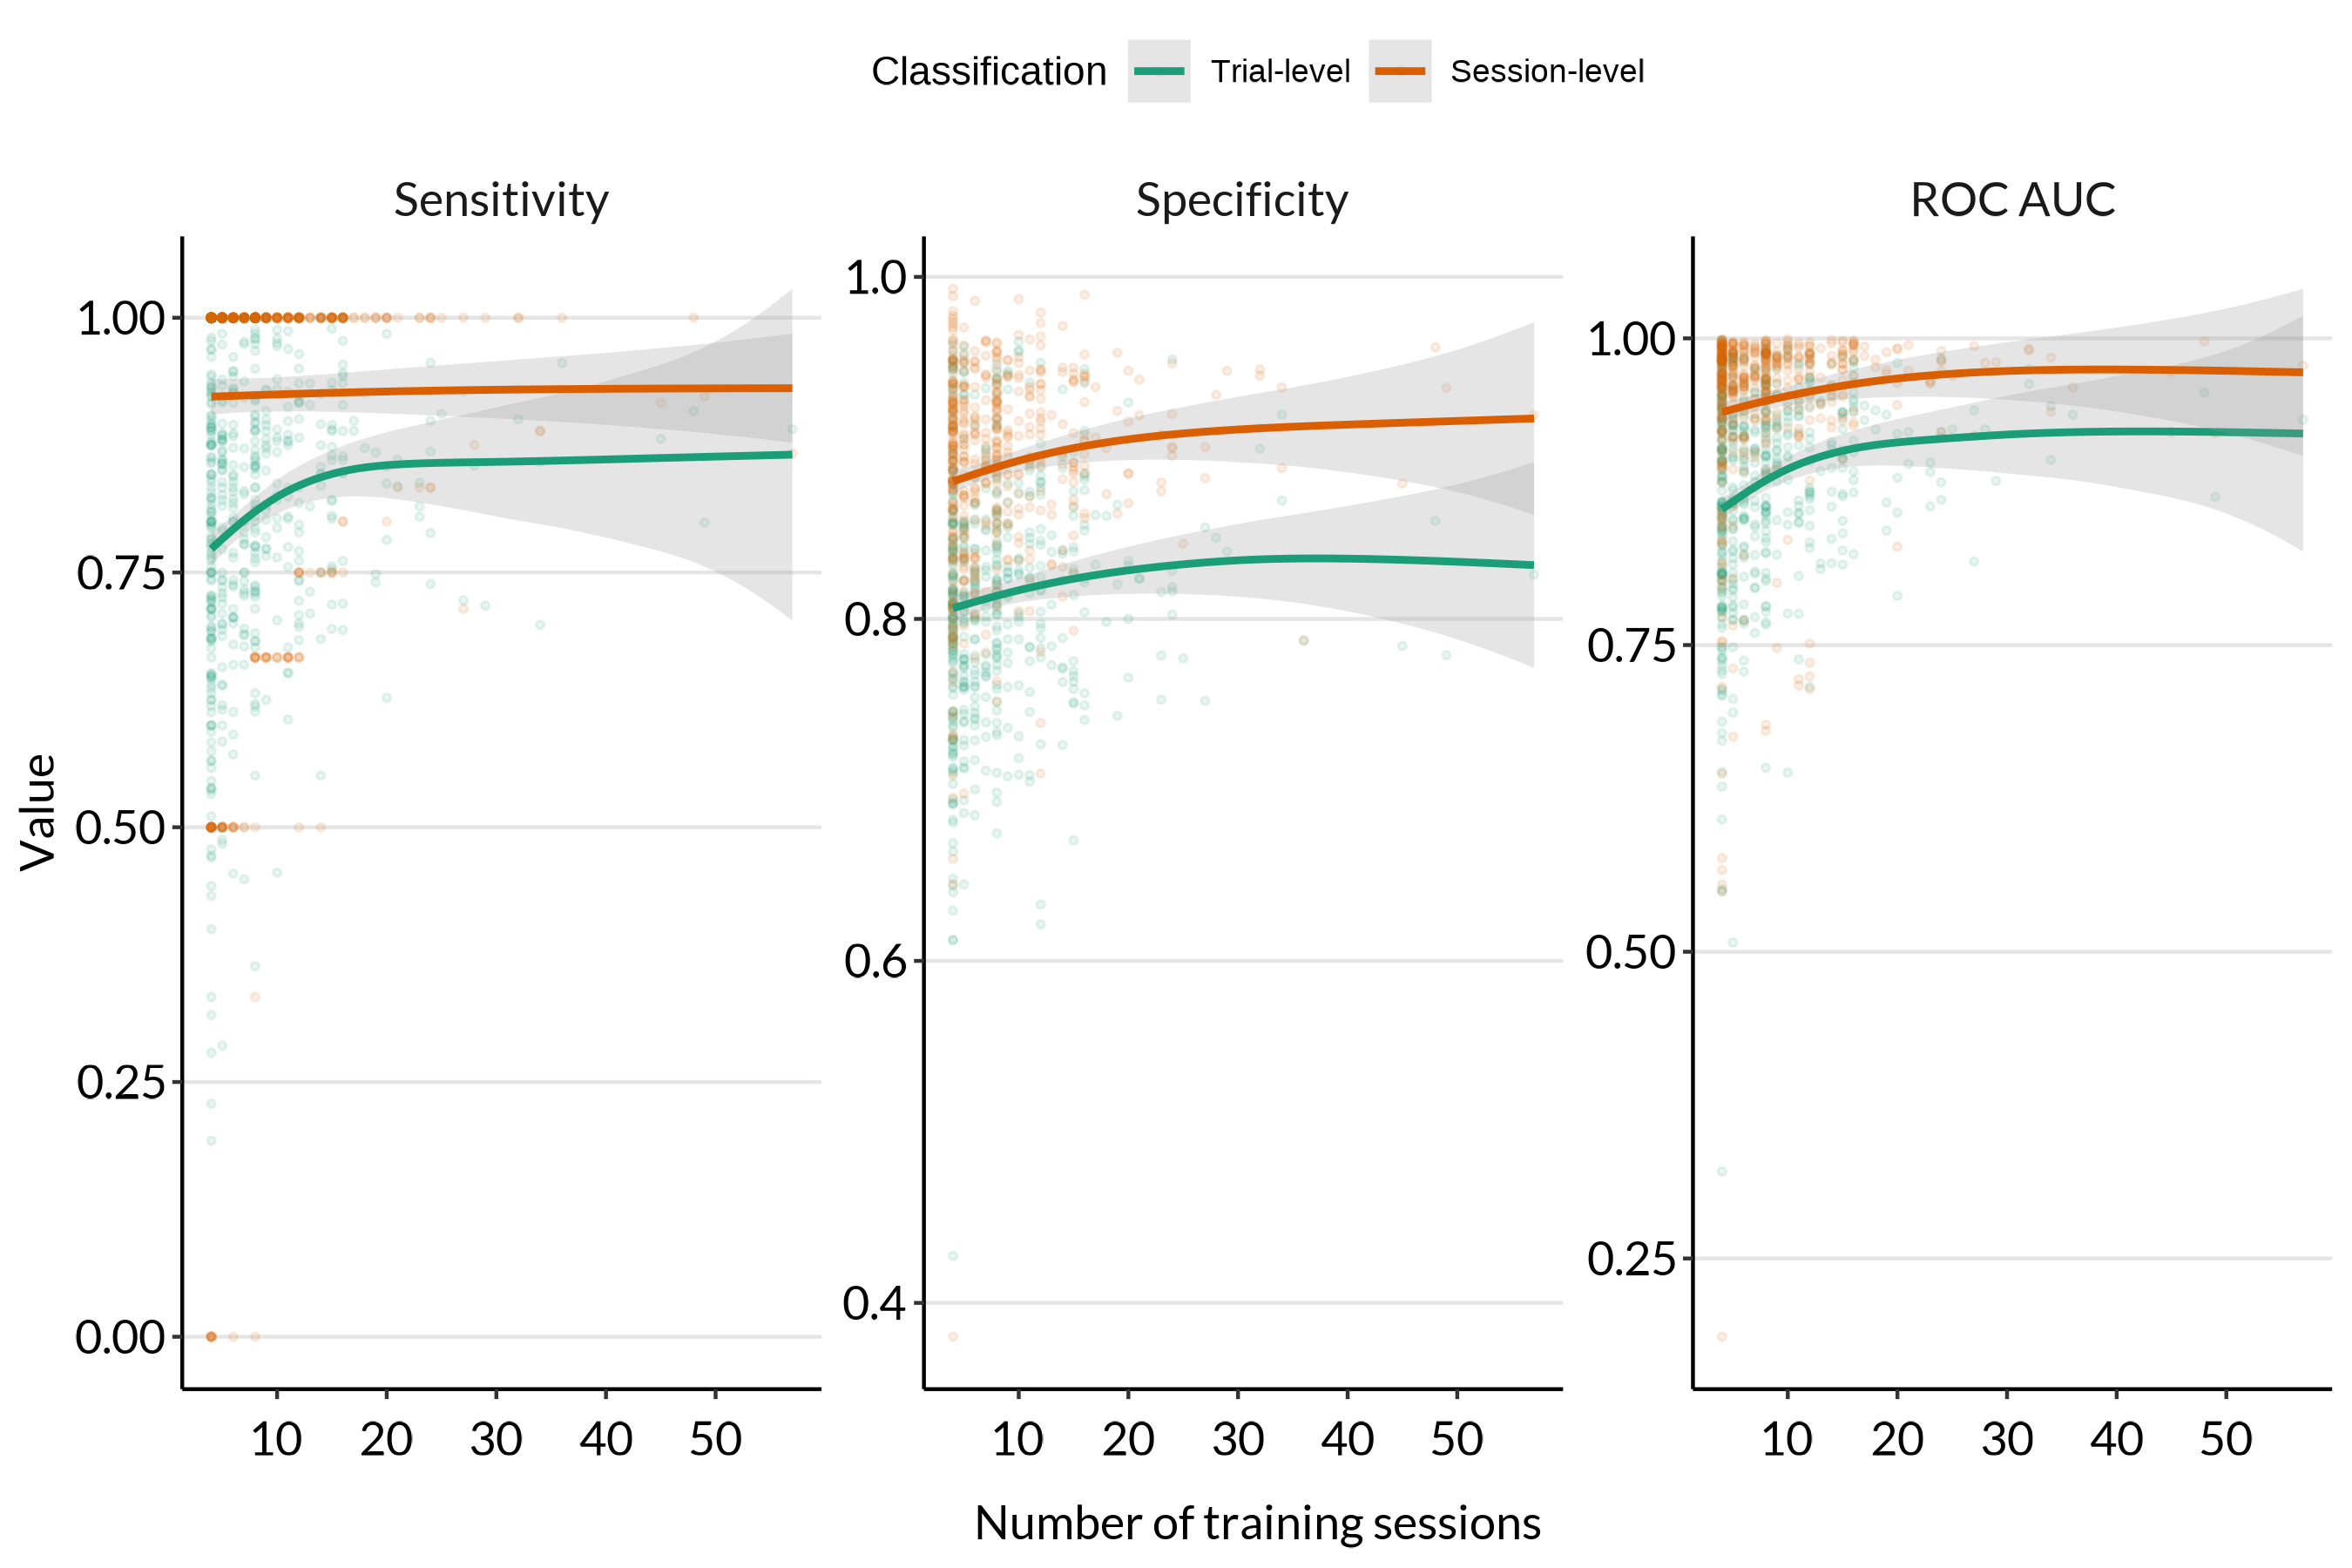 Classification Trial-level Session-level
Sensitivity Specificity ROC AUC
Value
1.00
0.75
0.50
0.25
0.00
10 20 30 40 50
1.0
0.8
0.6
0.4
10 20 30 40 50
1.00
0.75
0.50
0.25
10 20 30 40 50
Number of training sessions